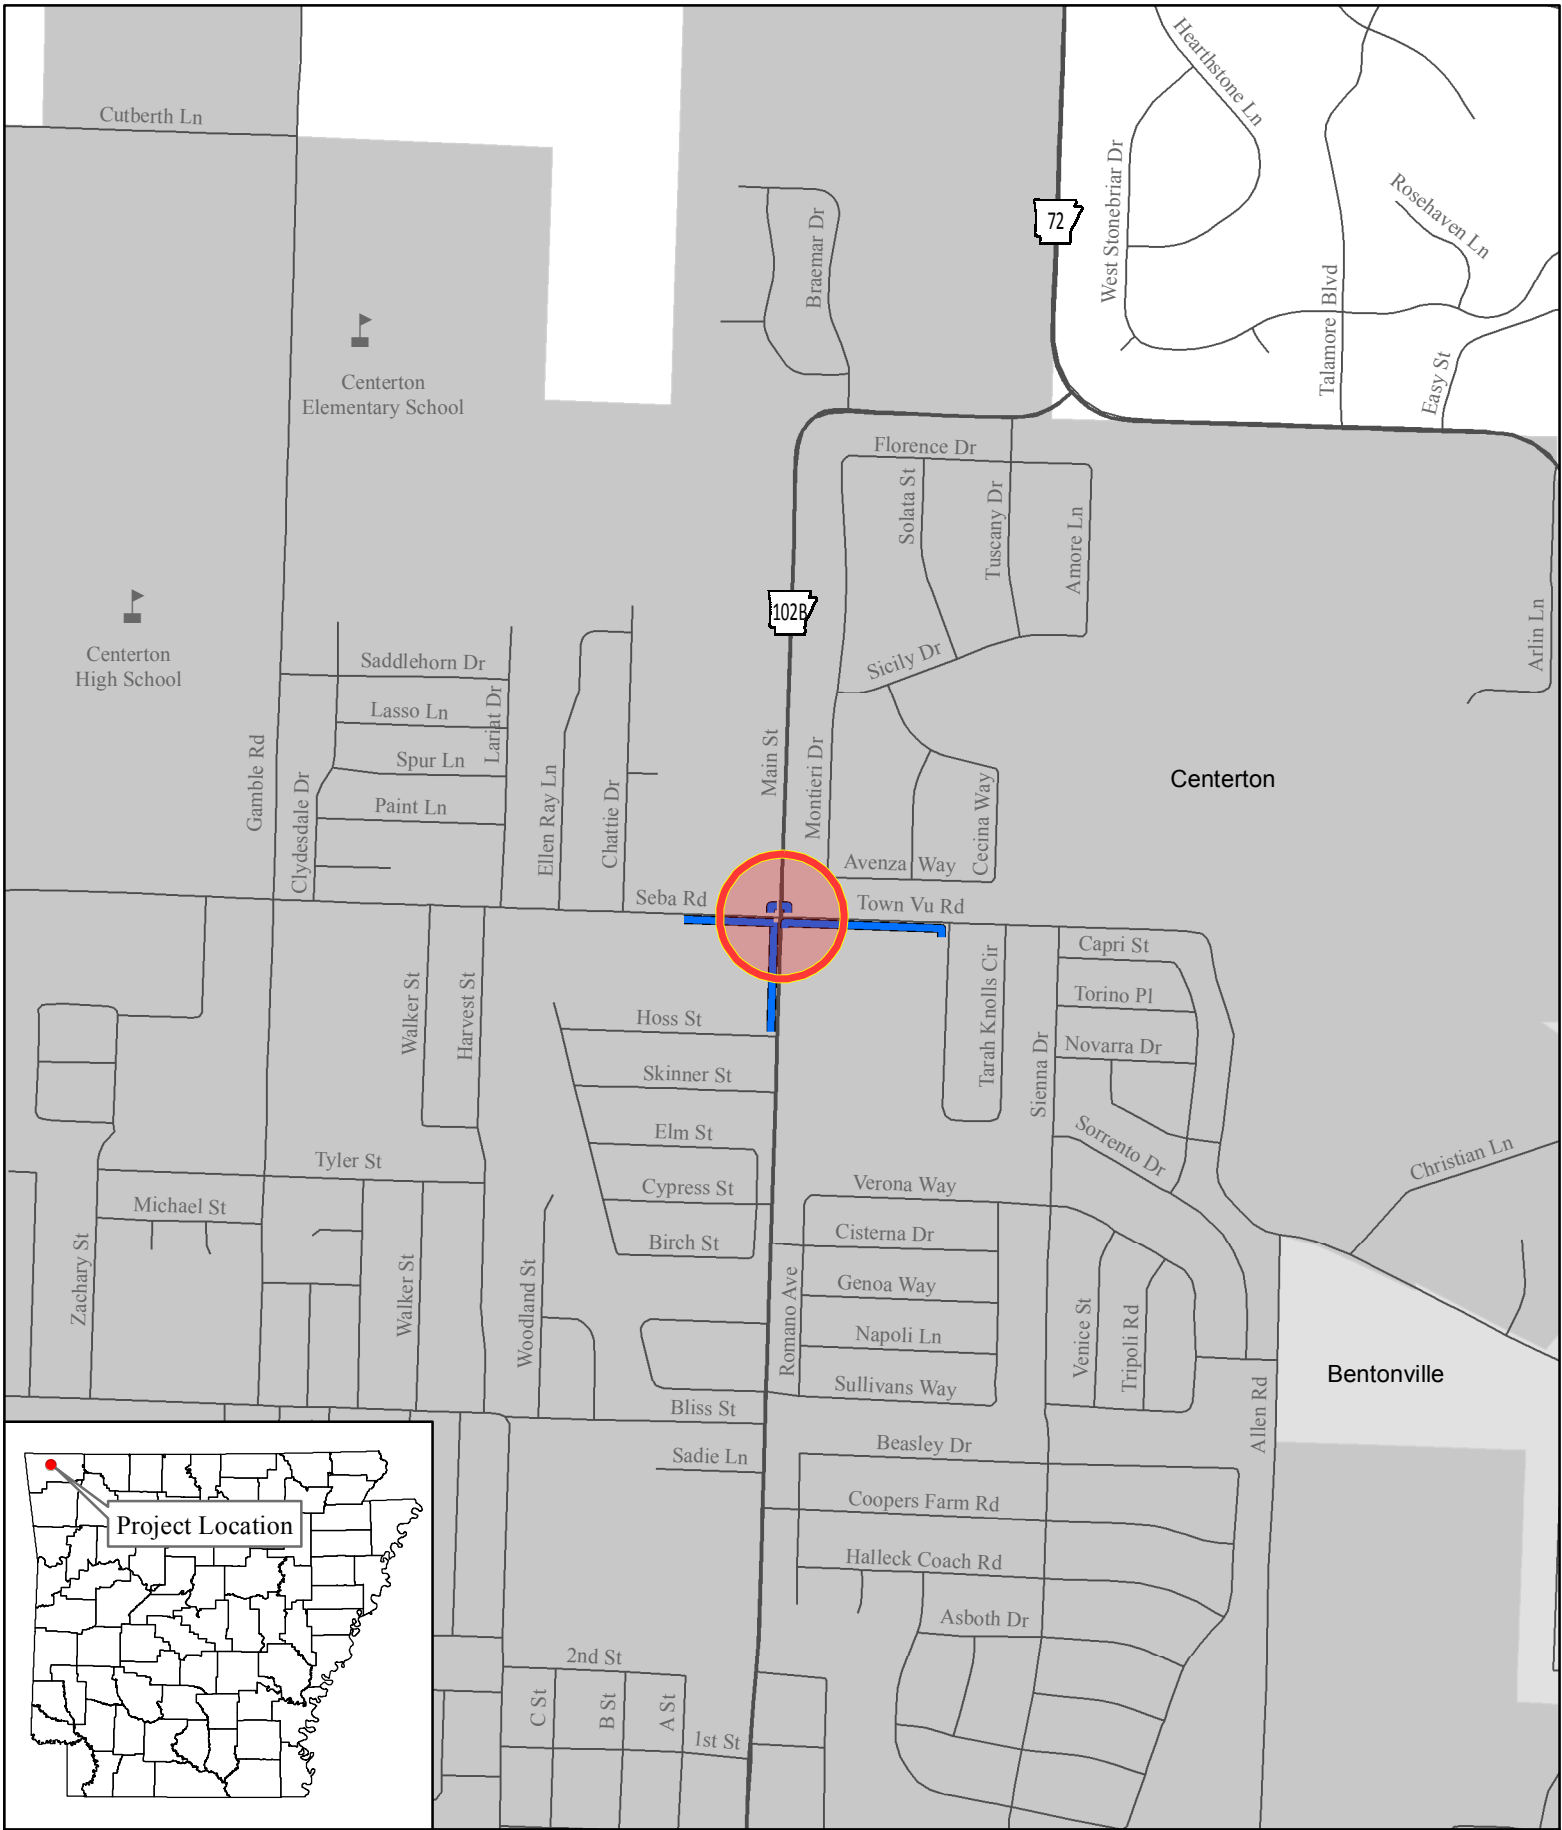 Hearthstone Ln
Cutberth Ln
West Stonebriar Dr
Rosehaven Ln
72
Braemar Dr
Talamore Blvd
Easy St
Centerton
Elementary School
Florence Dr
Solata St
Tuscany Dr
Amore Ln
102B
Arlin Ln
Centerton
High School
Saddlehorn Dr
Sicily Dr
Lasso Ln
Lariat Dr
Spur Ln
Gamble Rd
Main St
Montieri Dr
Centerton
Clydesdale Dr
Paint Ln
Ellen Ray Ln
Chattie Dr
Cecina Way
Avenza Way
Seba Rd
Town Vu Rd
Capri St
Tarah Knolls Cir
Torino Pl
Walker St
Harvest St
Hoss St
Novarra Dr
Sienna Dr
Skinner St
Elm St
Sorrento Dr
Christian Ln
Tyler St
Cypress St
Verona Way
Michael St
Birch St
Cisterna Dr
Zachary St
Walker St
Woodland St
Romano Ave
Genoa Way
Venice St
Tripoli Rd
Napoli Ln
Bentonville
Sullivans Way
Bliss St
Allen Rd
Beasley Dr
Sadie Ln
Coopers Farm Rd
Project Location
Halleck Coach Rd
Asboth Dr
2nd St
C St
B St
A St
1st St